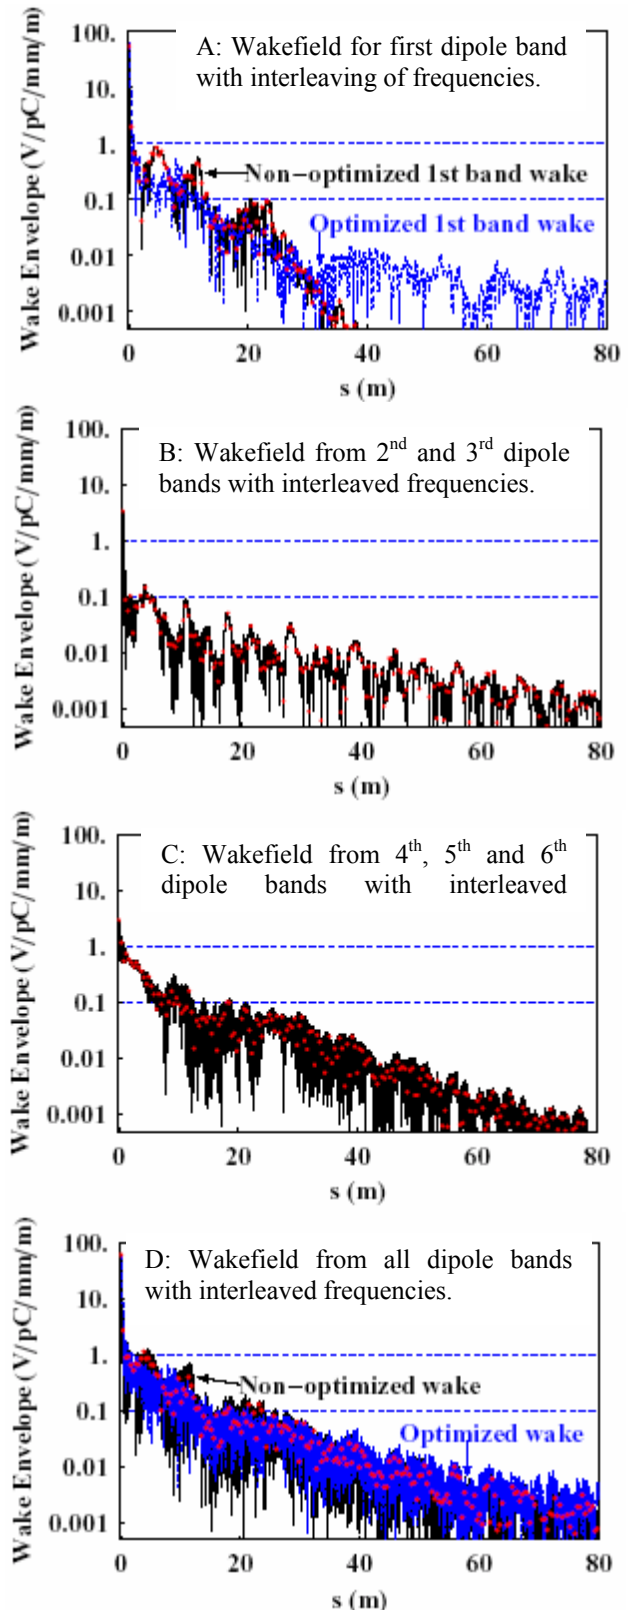 100.
10.
1.
0.1
0.01
0.001
Wake Envelope (V/pC/mm/m)
A: Wakefield for first dipole band
with interleaving of frequencies.
Non-optimized 1st band wake
Optimized 1st band wake
0 20 40 60 80
s (m)
100.
10.
1.
0.1
0.01
0.001
Wake Envelope (V/pC/mm/m)
B: Wakefield from 2nd and 3rd dipole
bands with interleaved frequencies.
0 20 40 60 80
s (m)
100.
10.
1.
0.1
0.01
0.001
Wake Envelope (V/pC/mm/m)
C: Wakefield from 4th, 5th and 6th
dipole bands with interleaved
0 20 40 60 80
s (m)
100.
10.
1.
0.1
0.01
0.001
Wake Envelope (V/pC/mm/m)
D: Wakefield from all dipole bands
with interleaved frequencies.
Non-optimized wake
Optimized wake
0 20 40 60 80
s (m)